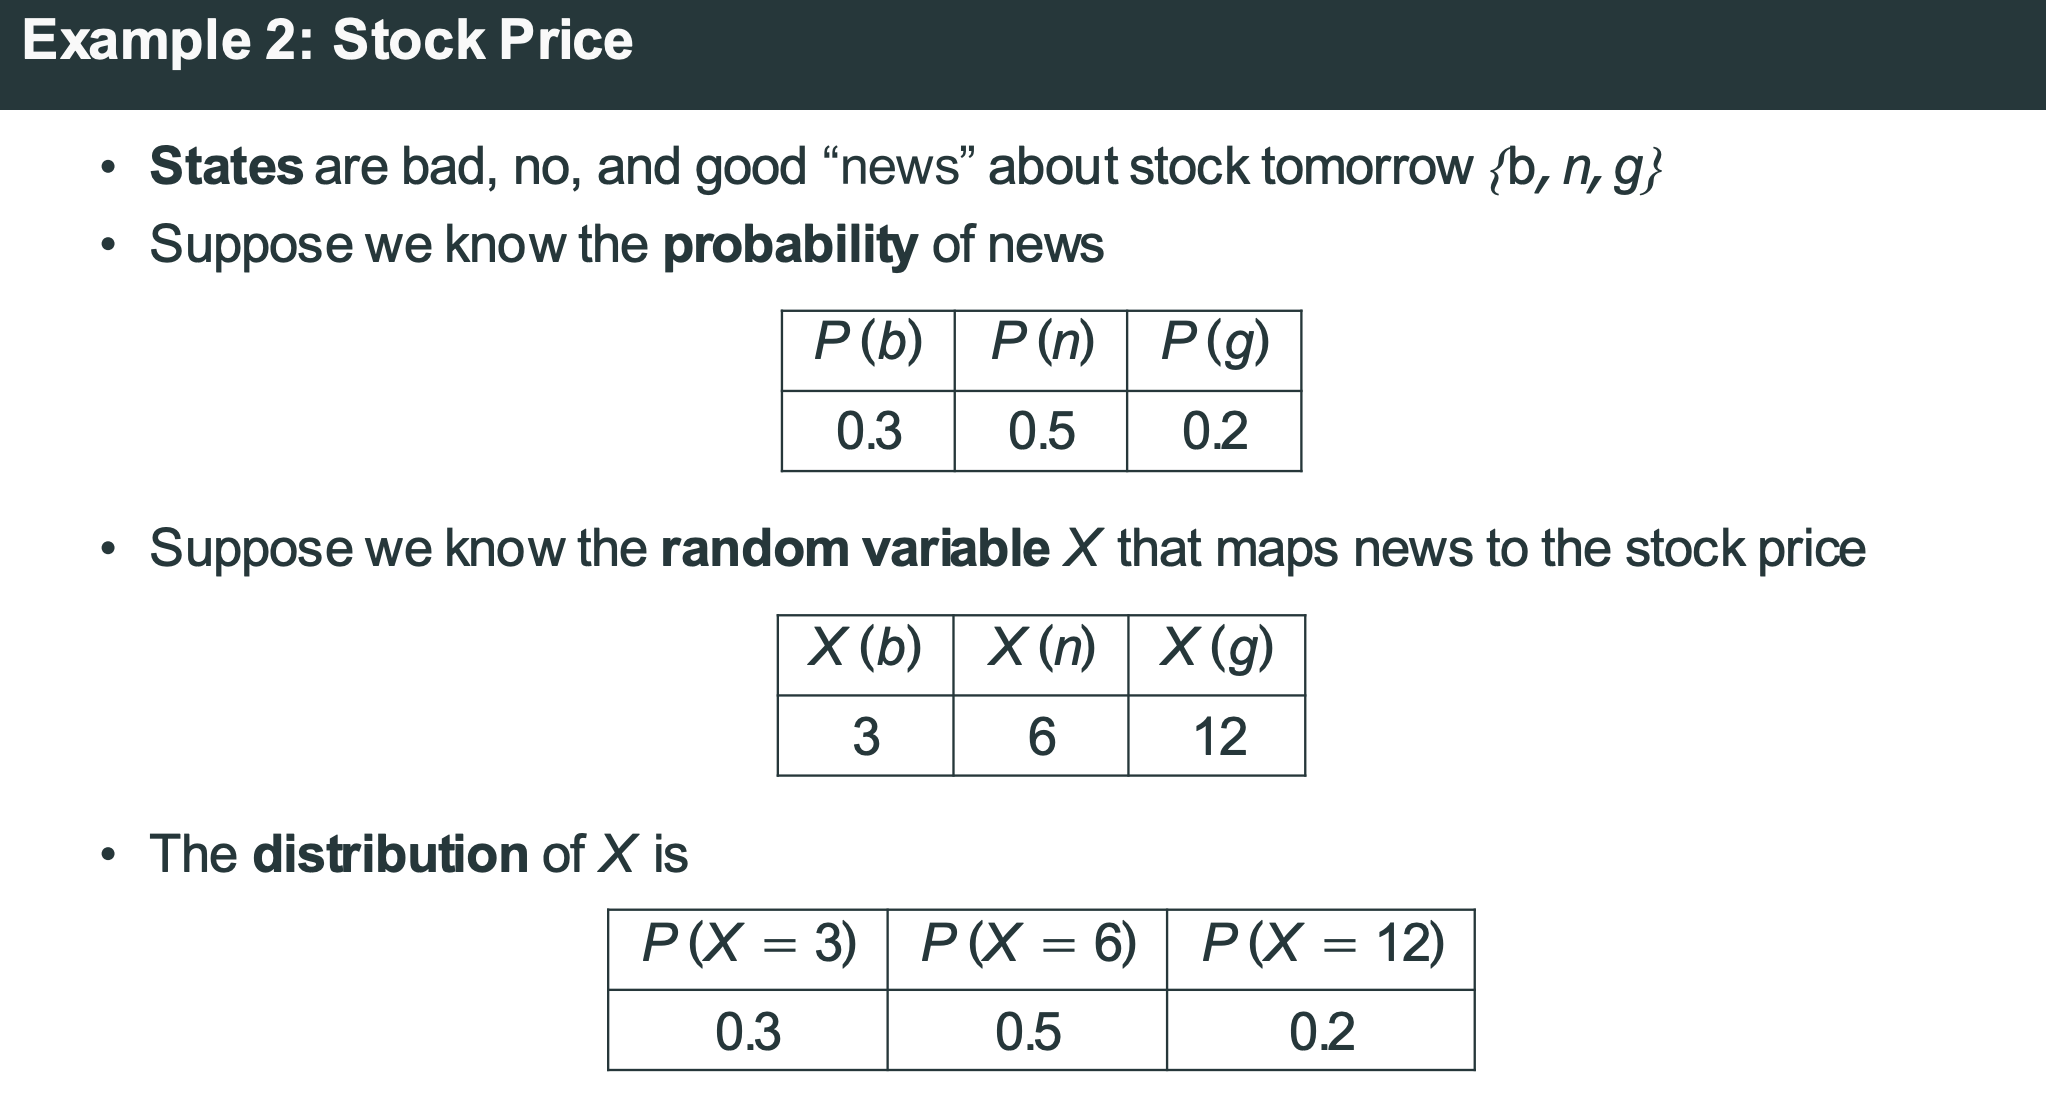 Example 2: Stock Price
• States are bad, no, and good “news” about stock tomorrow {b, n, g}
• Suppose we know the probability of news
P (b) P (n) P (g)
0.3 0.5 0.2
• Suppose we know the random variable X that maps news to the stock price
X (b) X (n) X (g)
3 6 12
• The distribution of X is
P (X = 3) P (X = 6) P (X = 12)
0.3 0.5 0.2